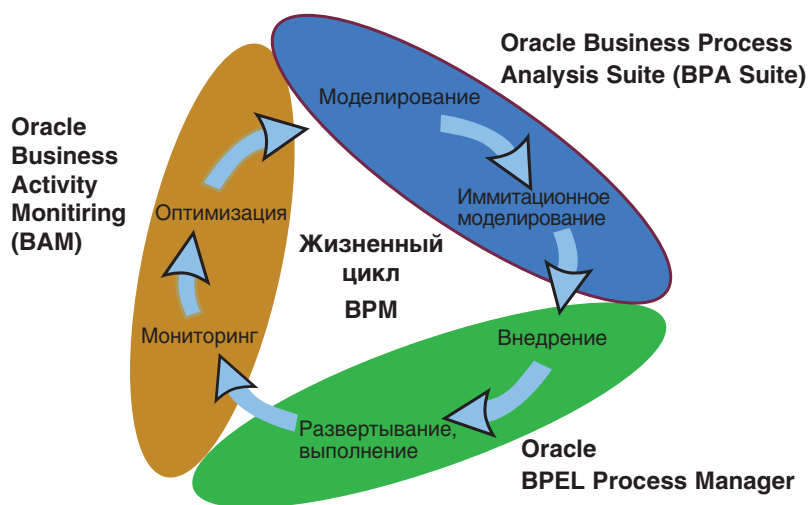 Oracle Business Process
Analysis Suite (BPA Suite)
Моделирование
Иммитационное
моделирование
Oracle
Business
Activity
Monitiring
(BAM)
Оптимизация
Жизненный
цикл
BPM
Мониторинг
Внедрение
Развертывание,
выполнение
Oracle
BPEL Process Manager